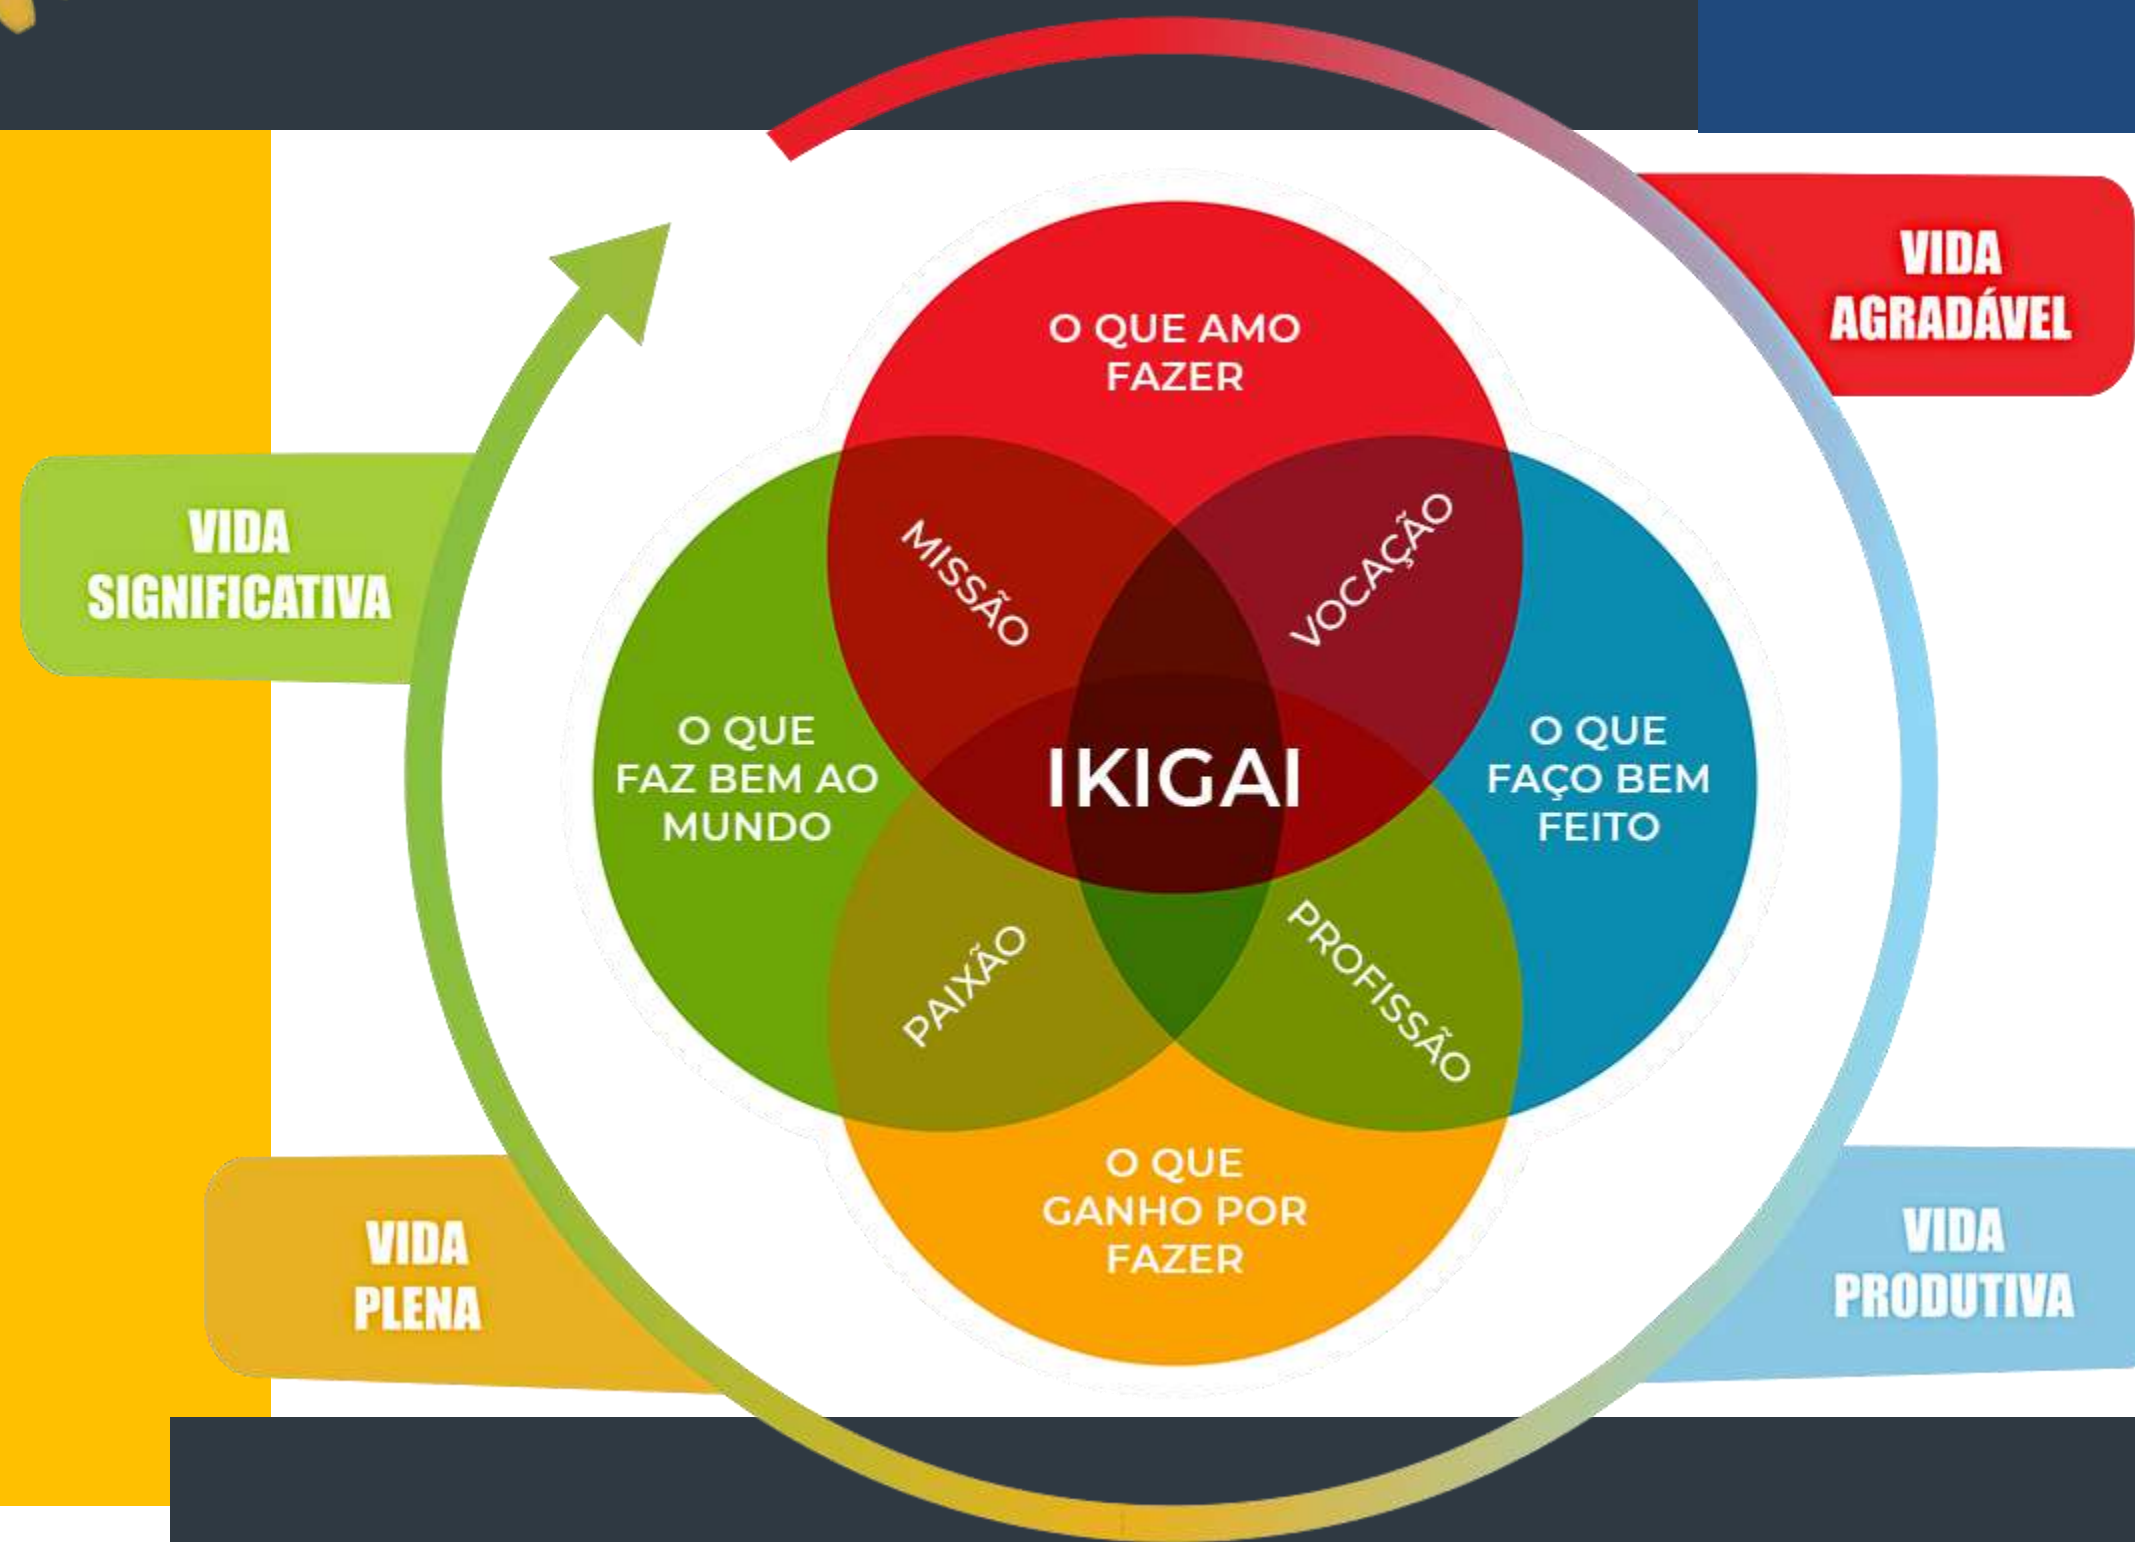 VIDA
AGRADÁVEL
O QUE AMO
FAZER
MISSÃO
VOCAÇÃO
VIDA
SIGNIFICATIVA
O QUE
FAZ BEM AO
MUNDO
IKIGAI
O QUE
FAÇO BEM
FEITO
PAIXÃO
PROFISSÃO
O QUE
GANHO POR
FAZER
VIDA
PLENA
VIDA
PRODUTIVA